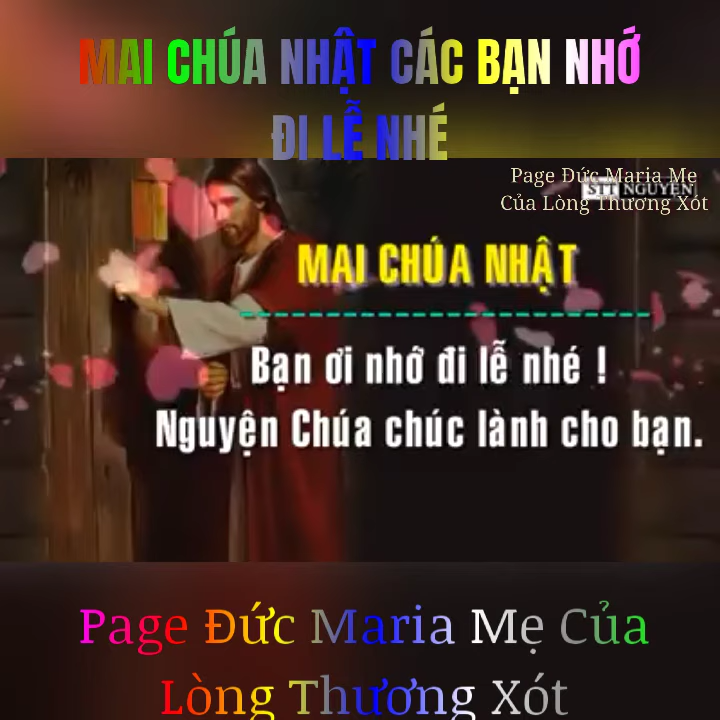 MAI CHÚA NHẬT CÁC BẠN NHỚ
ĐI LỄ NHÉ
Page Đức Maria Mẹ
STT NGUYỄN
Của Lòng Thương Xót
MAI CHÚA NHẬT
Bạn ơi nhớ đi lễ nhé !
Nguyện Chúa chúc lành cho bạn.
Page Đức Maria Mẹ Của
Lòng Thương Xót